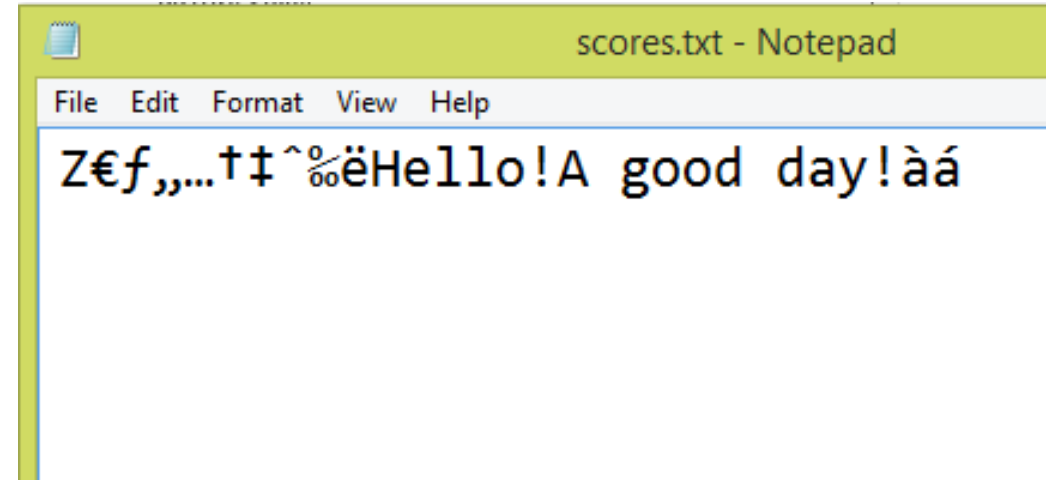 scores.txt - Notepad
File Edit Format View Help
Z€ƒ„…†‡ˆ‰ëHello!A good day!àá